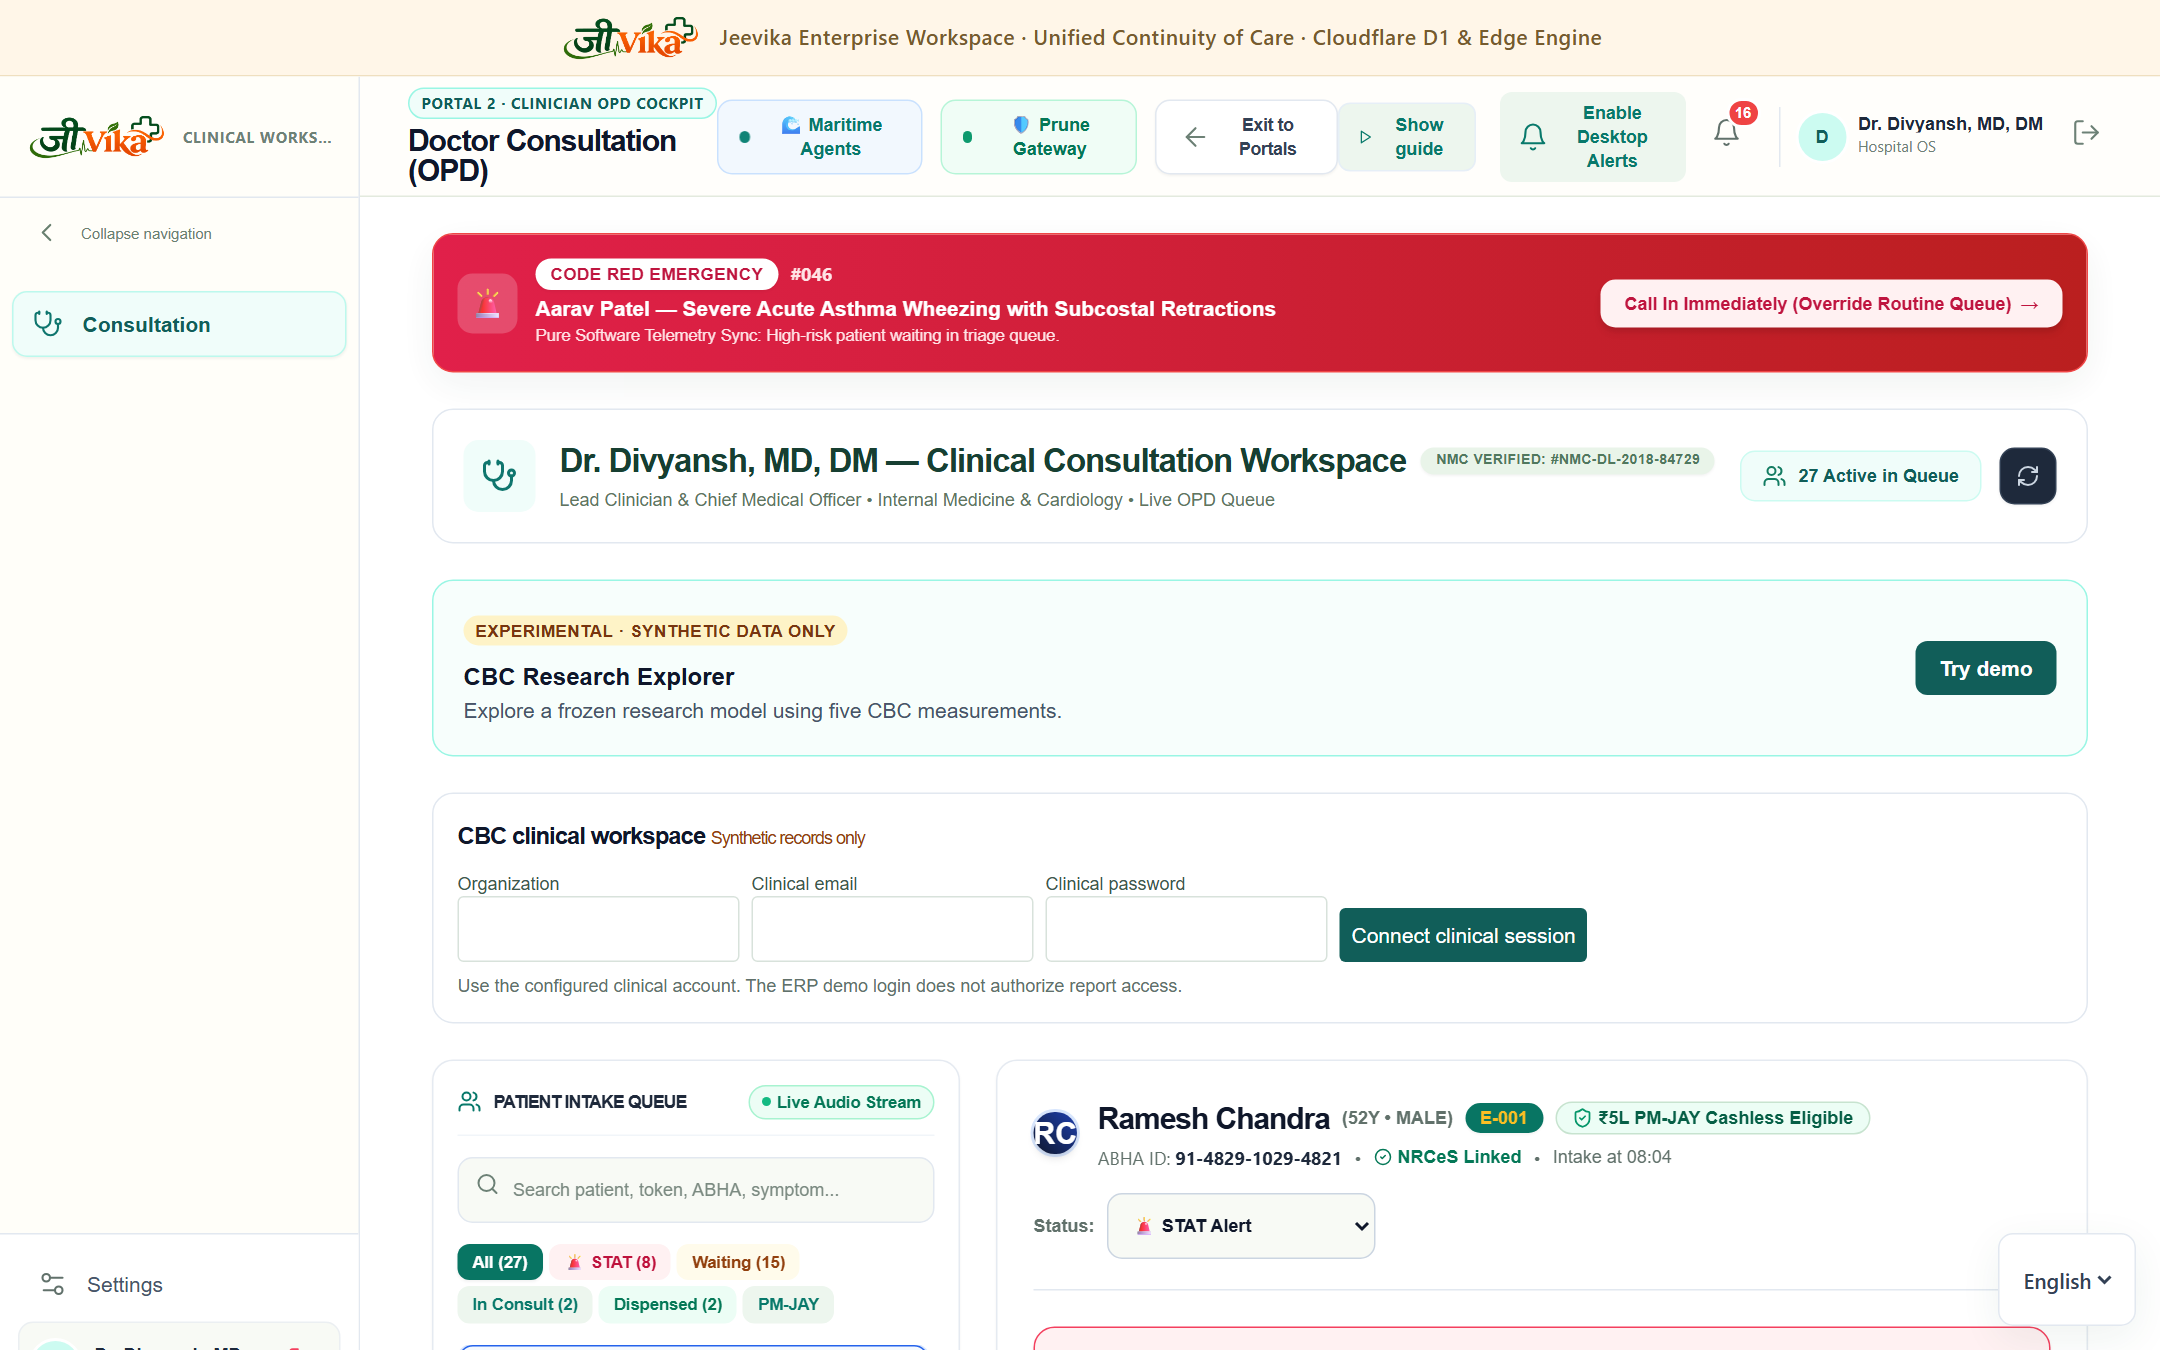 जीVika
Jeevika Enterprise Workspace · Unified Continuity of Care · Cloudflare D1 & Edge Engine
जीVika
CLINICAL WORKS...
Collapse navigation
Consultation
Settings
PORTAL 2 · CLINICIAN OPD COCKPIT
Doctor Consultation
(OPD)
Maritime
Agents
Prune
Gateway
Exit to
Portals
Show
guide
Enable
Desktop
Alerts
16
D
Dr. Divyansh, MD, DM
Hospital OS
CODE RED EMERGENCY #046
Aarav Patel — Severe Acute Asthma Wheezing with Subcostal Retractions
Pure Software Telemetry Sync: High-risk patient waiting in triage queue.
Call In Immediately (Override Routine Queue) →
Dr. Divyansh, MD, DM — Clinical Consultation Workspace
NMC VERIFIED: #NMC-DL-2018-84729
Lead Clinician & Chief Medical Officer • Internal Medicine & Cardiology • Live OPD Queue
27 Active in Queue
EXPERIMENTAL · SYNTHETIC DATA ONLY
CBC Research Explorer
Explore a frozen research model using five CBC measurements.
Try demo
CBC clinical workspace Synthetic records only
Organization
Clinical email
Clinical password
Connect clinical session
Use the configured clinical account. The ERP demo login does not authorize report access.
PATIENT INTAKE QUEUE
Live Audio Stream
Search patient, token, ABHA, symptom...
All (27)
STAT (8)
Waiting (15)
In Consult (2)
Dispensed (2)
PM-JAY
RC
Ramesh Chandra (52Y • MALE) E-001 ₹5L PM-JAY Cashless Eligible
ABHA ID: 91-4829-1029-4821 • NRCeS Linked • Intake at 08:04
Status: STAT Alert
English